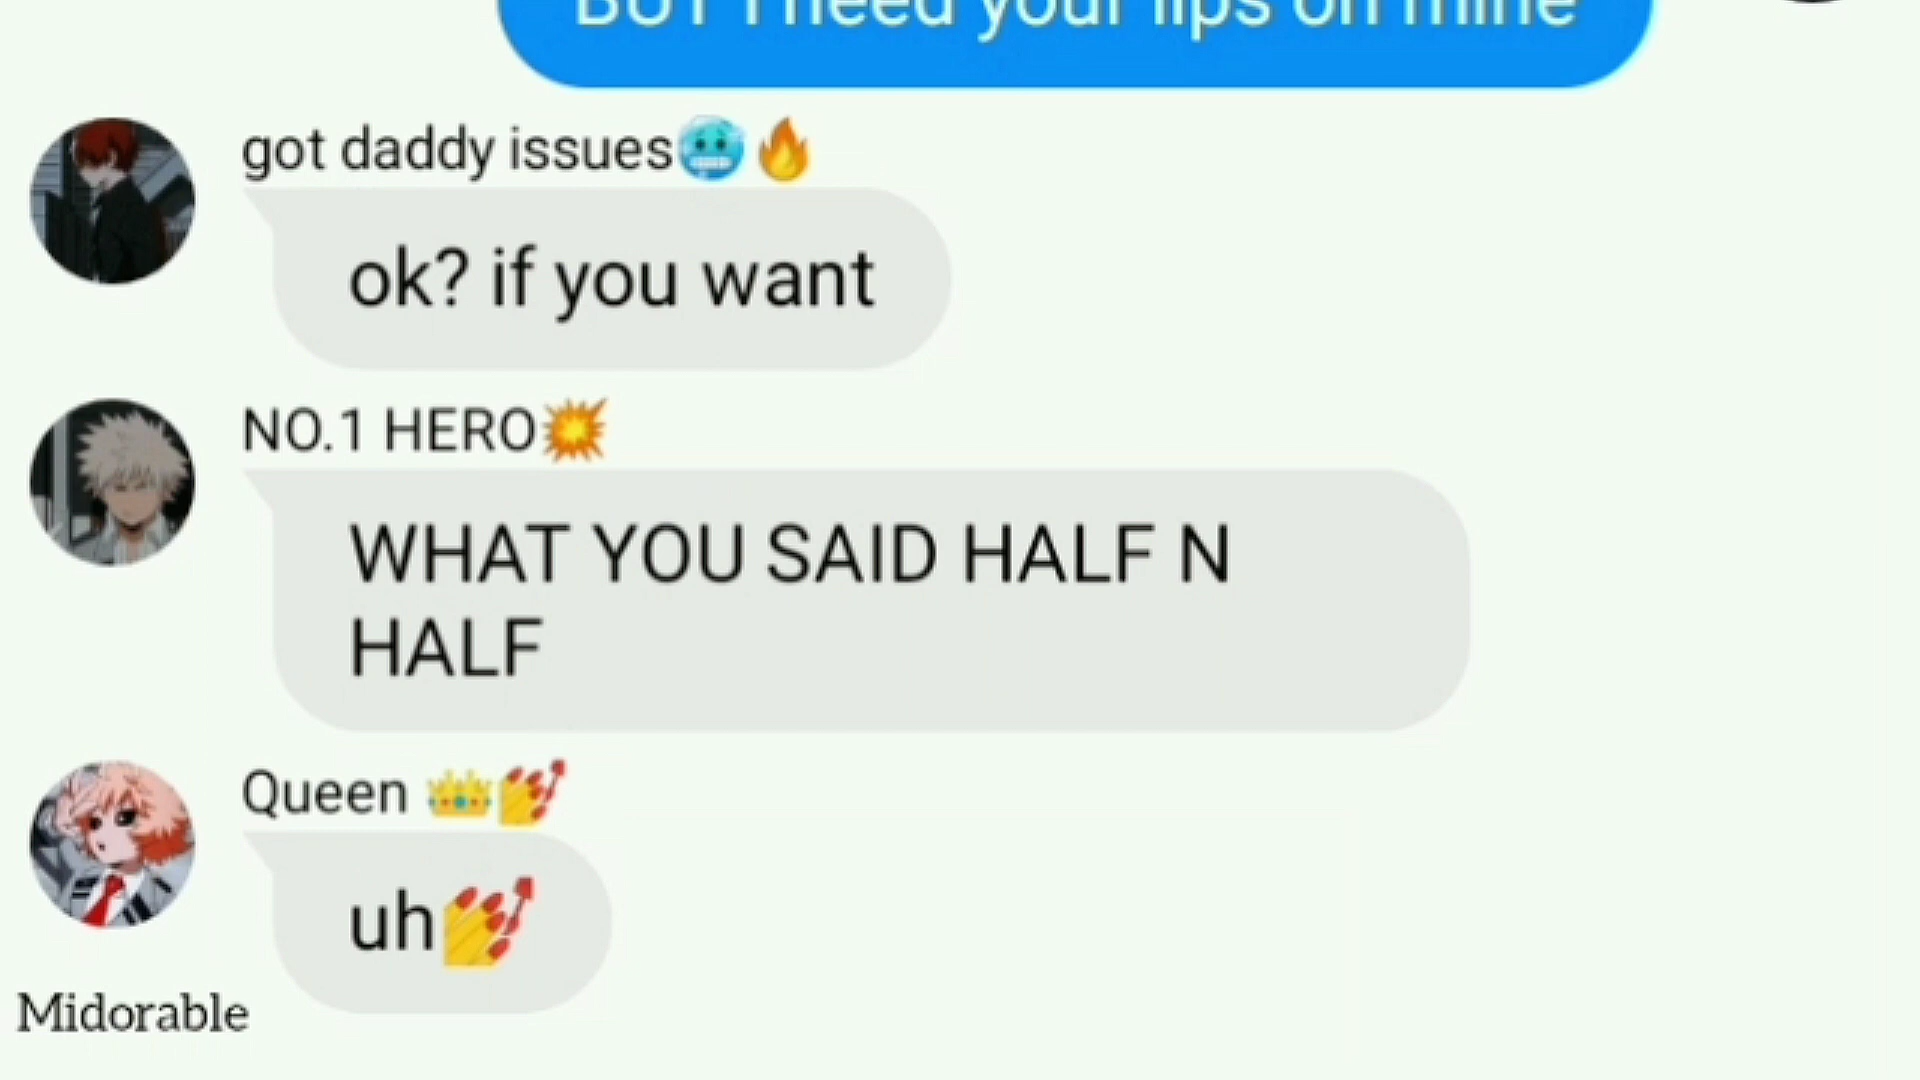 BUT I need your lips on mine
got daddy issues🥶🔥
ok? if you want
NO.1 HERO💥
WHAT YOU SAID HALF N
HALF
Queen 👑💅
uh💅
Midorable